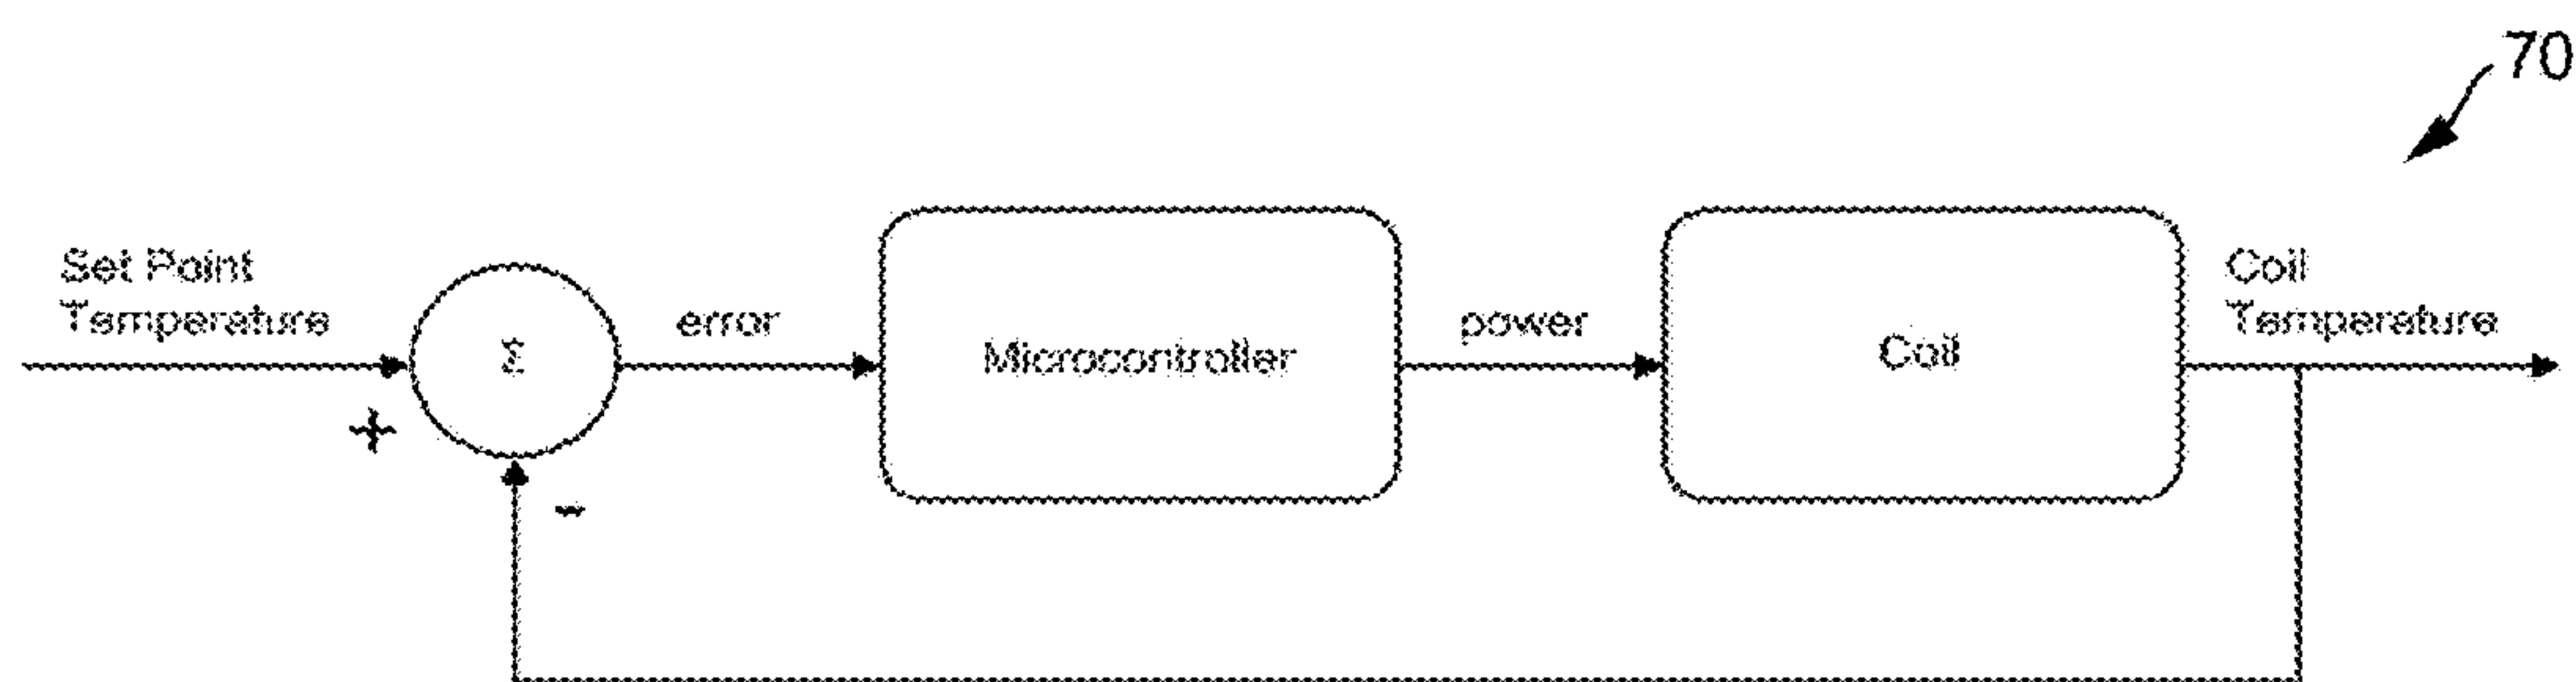 70
Set Point
Temperature
Σ
error
Microcontroller
power
Coil
Coil
Temperature
+
-